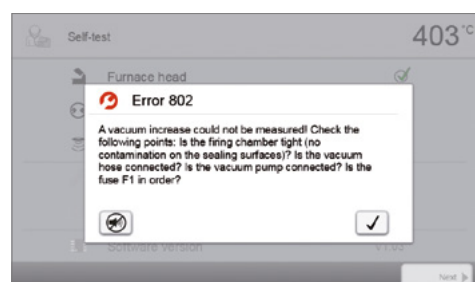 Self-test
403°C
Furnace head
Error 802
A vacuum increase could not be measured! Check the
following points: Is the firing chamber tight (no
contamination on the sealing surfaces)? Is the vacuum
hose connected? Is the vacuum pump connected? Is the
fuse F1 in order?
Software version
Next